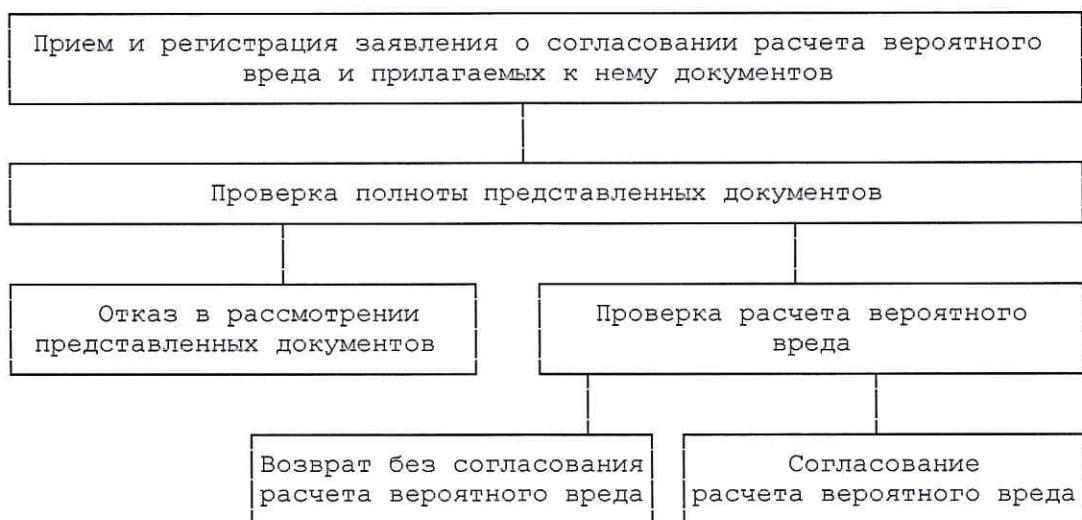 Прием и регистрация заявления о согласовании расчета вероятного
вреда и прилагаемых к нему документов
Проверка полноты представленных документов
Отказ в рассмотрении
представленных документов
Проверка расчета вероятного
вреда
Возврат без согласования
расчета вероятного вреда
Согласование
расчета вероятного вреда